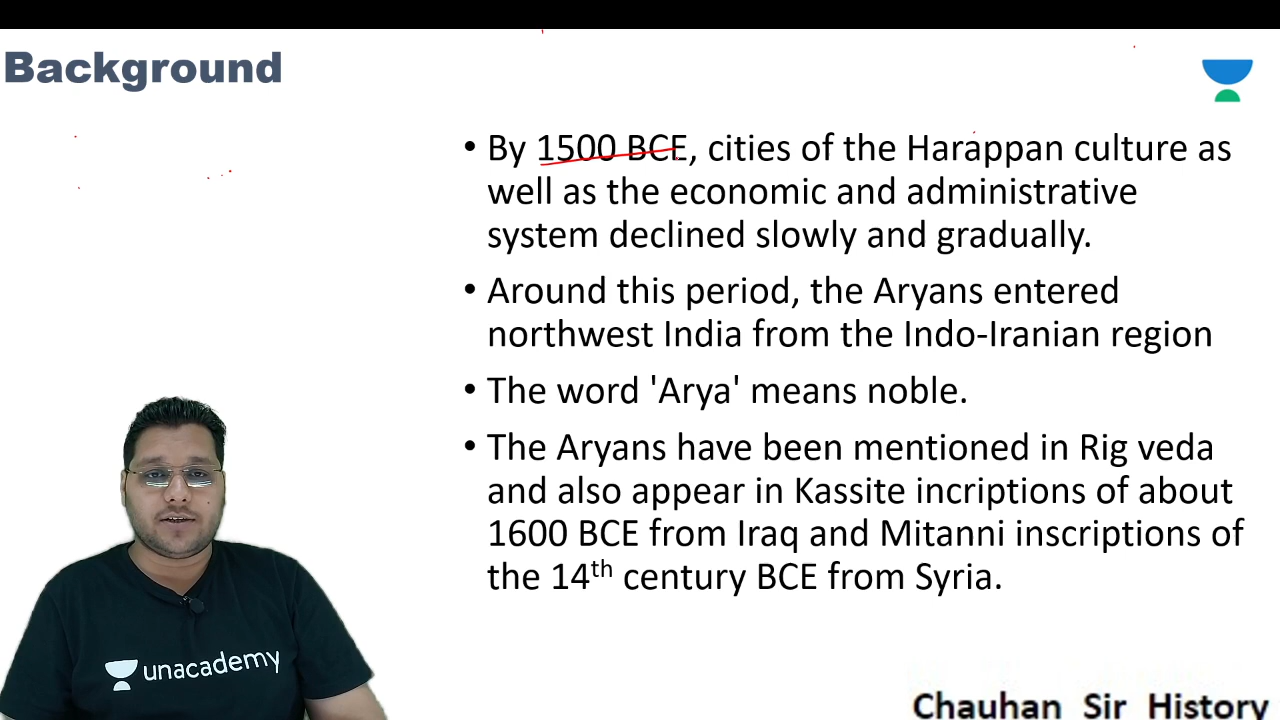 Background
• By 1500 BCE, cities of the Harappan culture as
well as the economic and administrative
system declined slowly and gradually.
• Around this period, the Aryans entered
northwest India from the Indo-Iranian region
• The word 'Arya' means noble.
• The Aryans have been mentioned in Rig veda
and also appear in Kassite incriptions of about
1600 BCE from Iraq and Mitanni inscriptions of
the 14th century BCE from Syria.
unacademy
Chauhan Sir History